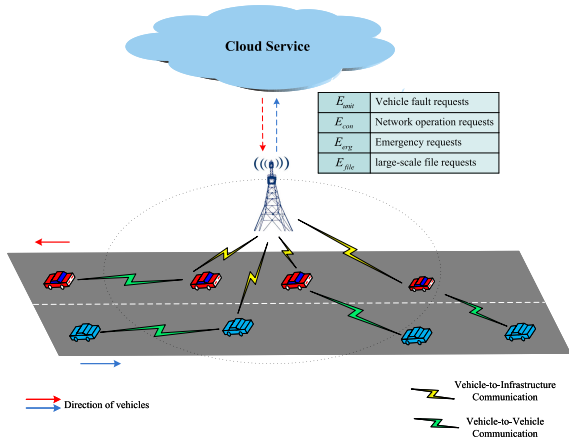 Cloud Service
E_unit Vehicle fault requests
E_con Network operation requests
E_erg Emergency requests
E_file large-scale file requests
Direction of vehicles
Vehicle-to-Infrastructure
Communication
Vehicle-to-Vehicle
Communication